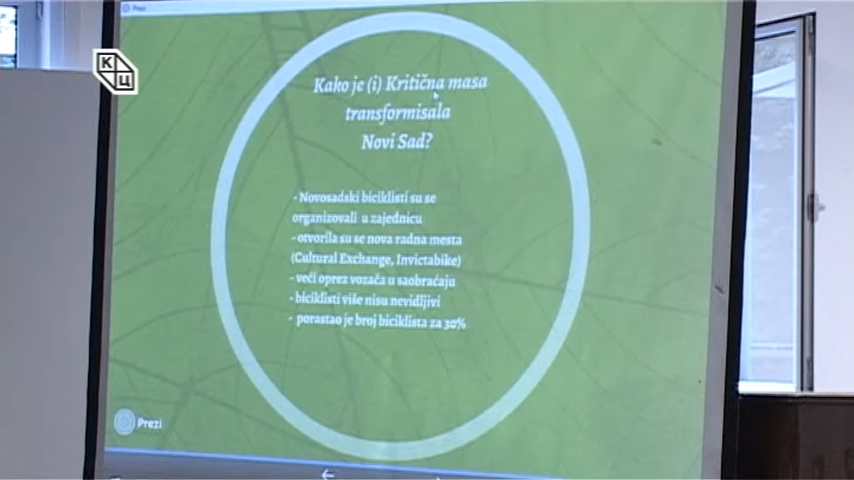 Prezi
К
Ц
Kako je (i) Kritična masa
transformisala
Novi Sad?
- Novosadski biciklisti su se
organizovali u zajednicu
- otvorila su se nova radna mesta
(Cultural Exchange, Invictabike)
- veći oprez vozača u saobraćaju
- biciklisti više nisu nevidljivi
- porastao je broj biciklista za 30%
Prezi